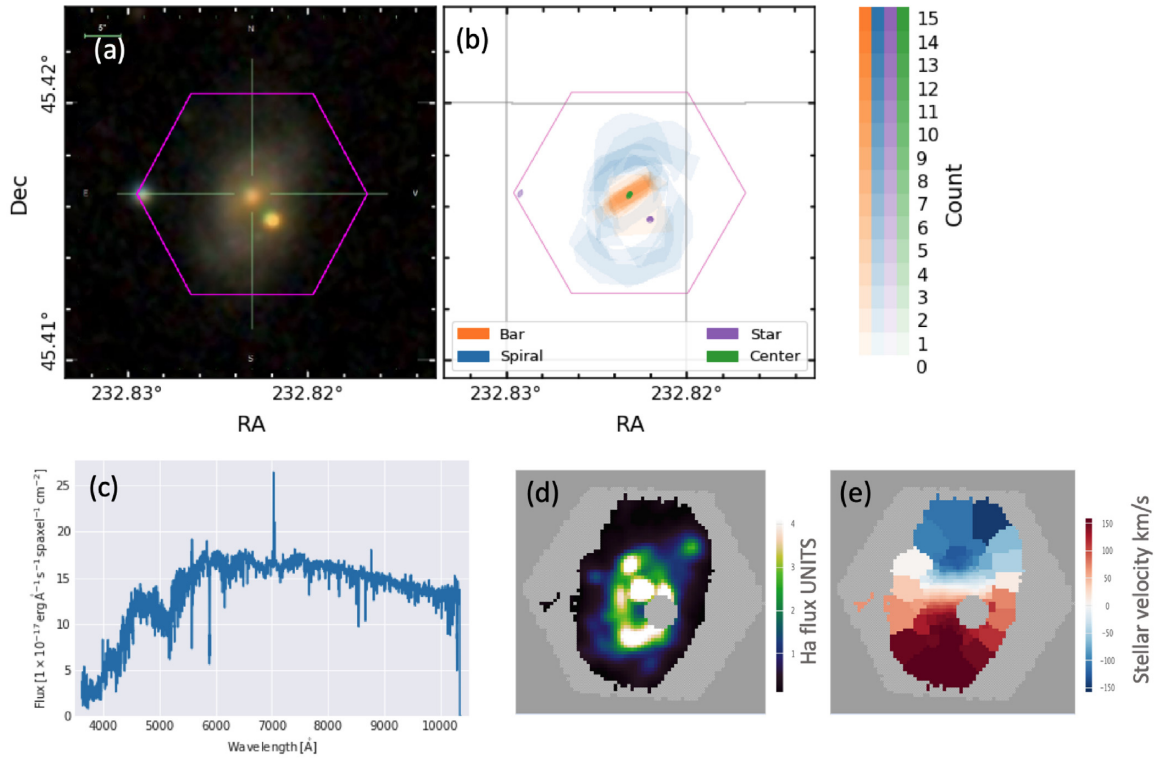 (a)
5"
N
E
V
S
45.42°
45.41°
Dec
232.83°
232.82°
RA
(b)
Bar
Spiral
Star
Center
232.83°
232.82°
RA
15
14
13
12
11
10
9
8
7
6
5
4
3
2
1
0
Count
(c)
25
20
15
10
5
0
Flux [1 x 10⁻¹⁷ erg Å⁻¹ s⁻¹ spaxel⁻¹ cm⁻²]
4000 5000 6000 7000 8000 9000 10000
Wavelength [Å]
(d)
4
3
2
1
Ha flux UNITS
(e)
150
100
50
0
−50
−100
−150
Stellar velocity km/s